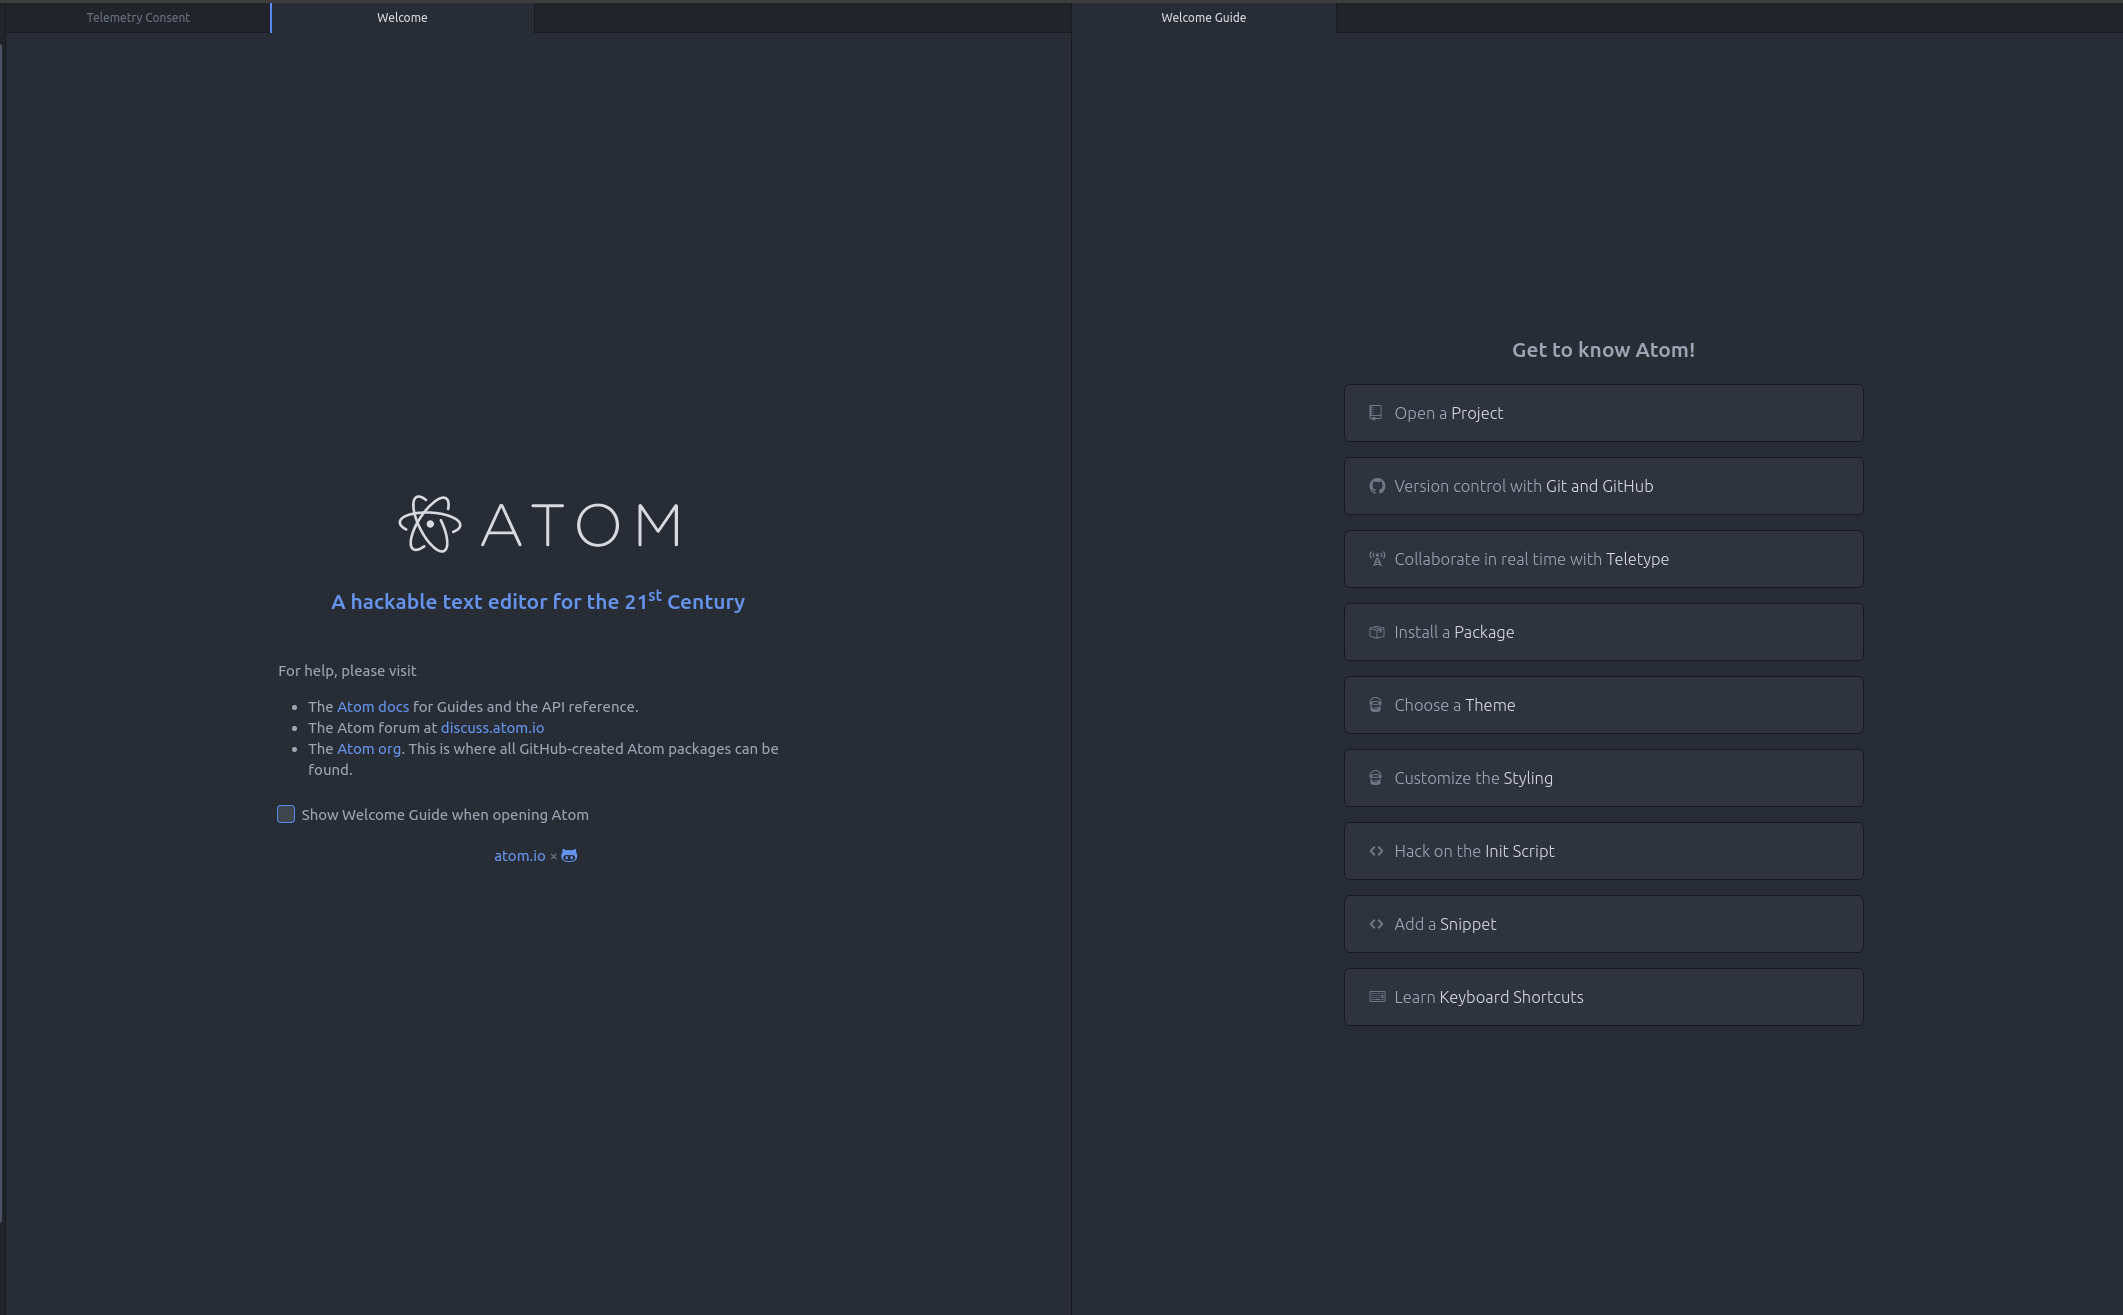 Telemetry Consent
Welcome
Welcome Guide
ATOM
A hackable text editor for the 21st Century
For help, please visit
The Atom docs for Guides and the API reference.
The Atom forum at discuss.atom.io
The Atom org. This is where all GitHub-created Atom packages can be
found.
Show Welcome Guide when opening Atom
atom.io ×
Get to know Atom!
Open a Project
Version control with Git and GitHub
Collaborate in real time with Teletype
Install a Package
Choose a Theme
Customize the Styling
Hack on the Init Script
Add a Snippet
Learn Keyboard Shortcuts